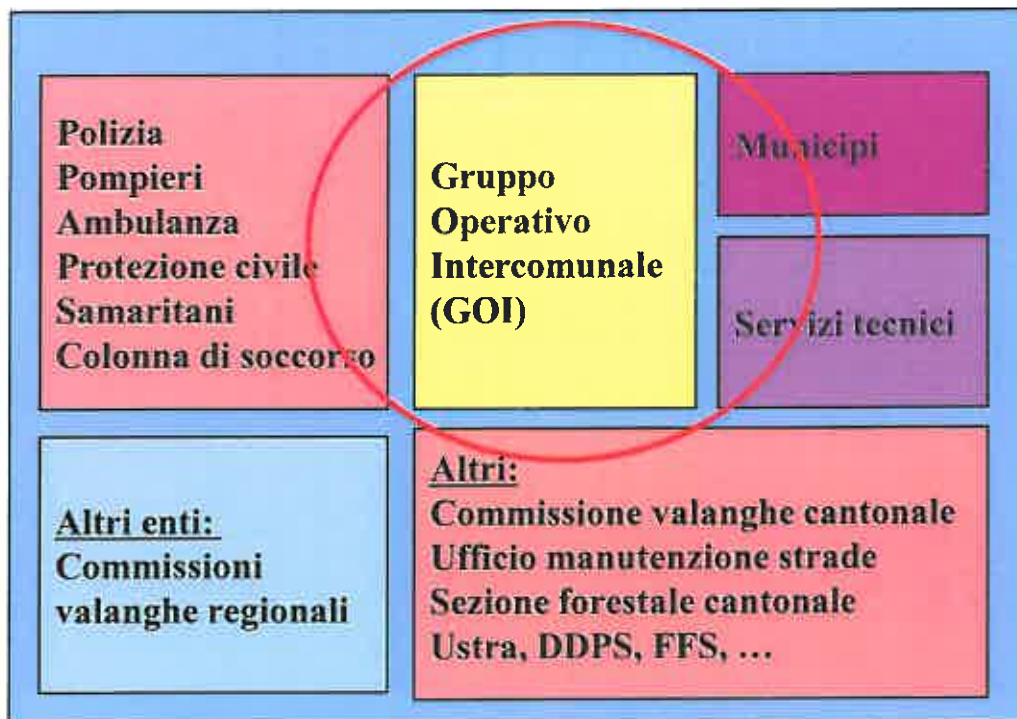 Polizia
Pompieri
Ambulanza
Protezione civile
Samaritani
Colonna di soccorso
Gruppo
Operativo
Intercomunale
(GOI)
Municipi
Servizi tecnici
Altri enti:
Commissioni
valanghe regionali
Altri:
Commissione valanghe cantonale
Ufficio manutenzione strade
Sezione forestale cantonale
Ustra, DDPS, FFS, …